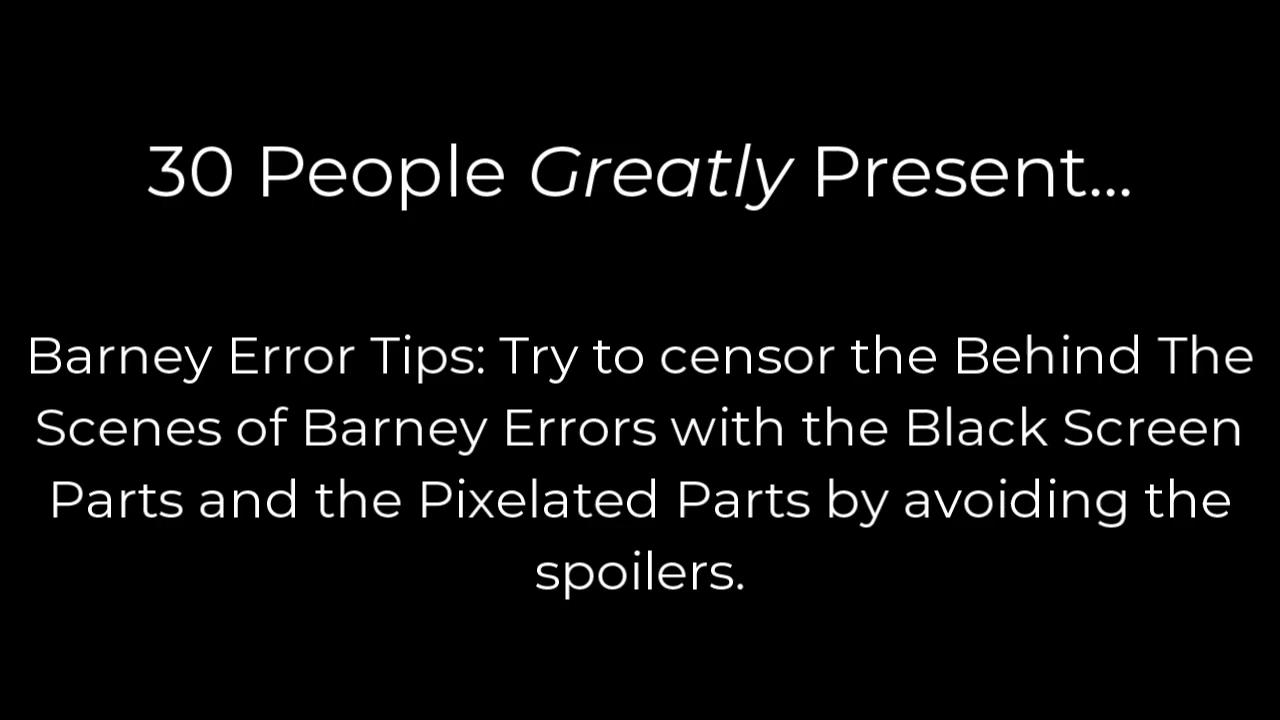 30 People Greatly Present...
Barney Error Tips: Try to censor the Behind The
Scenes of Barney Errors with the Black Screen
Parts and the Pixelated Parts by avoiding the
spoilers.